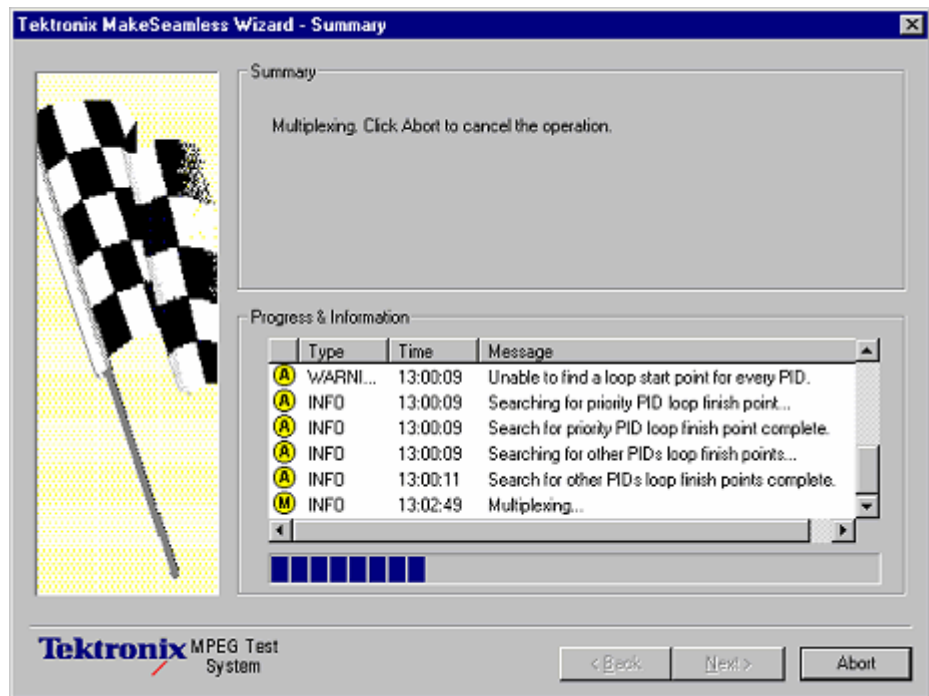 Tektronix MakeSeamless Wizard - Summary
Summary
Multiplexing. Click Abort to cancel the operation.
Progress & Information
Type Time Message
A WARNI... 13:00:09 Unable to find a loop start point for every PID.
A INFO 13:00:09 Searching for priority PID loop finish point...
A INFO 13:00:09 Search for priority PID loop finish point complete.
A INFO 13:00:09 Searching for other PIDs loop finish points...
A INFO 13:00:11 Search for other PIDs loop finish points complete.
M INFO 13:02:49 Multiplexing...
Tektronix MPEG Test
System
< Back Next > Abort